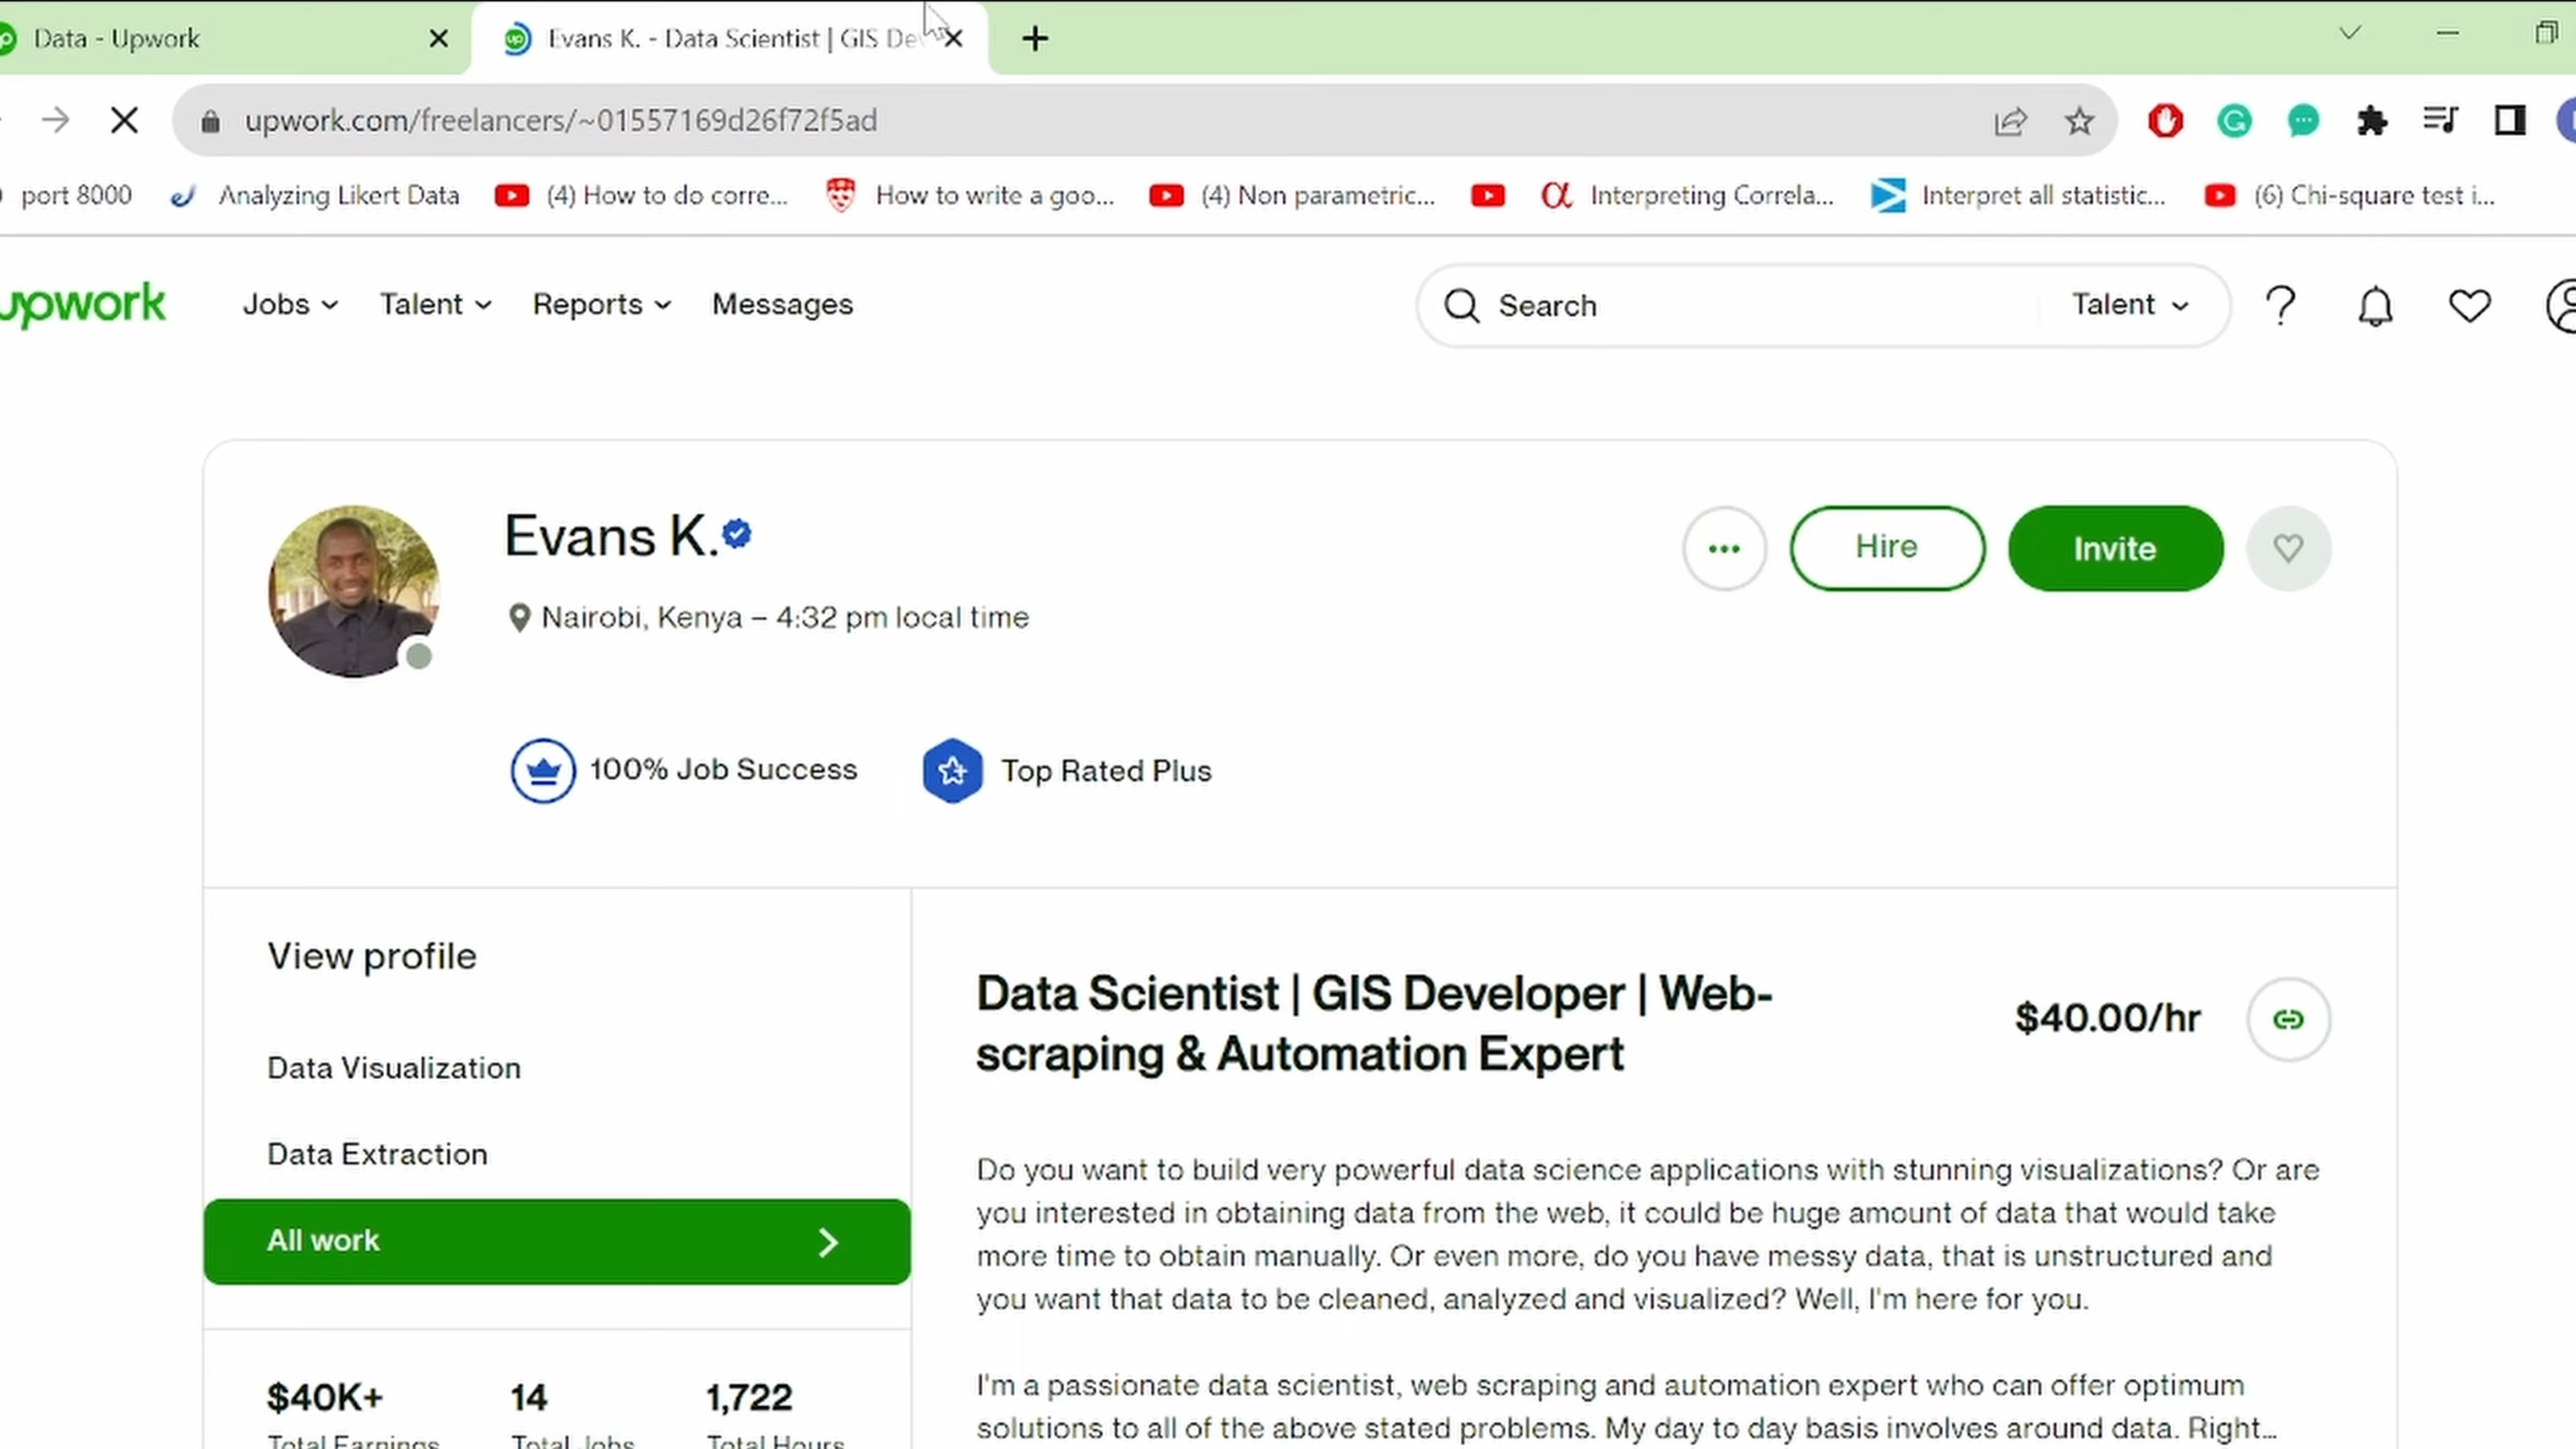 Data - Upwork
Evans K. - Data Scientist | GIS De
upwork.com/freelancers/~01557169d26f72f5ad
port 8000
Analyzing Likert Data
(4) How to do corre...
How to write a goo...
(4) Non parametric...
Interpreting Correla...
Interpret all statistic...
(6) Chi-square test i...
upwork
Jobs
Talent
Reports
Messages
Search
Talent
Evans K.
Nairobi, Kenya – 4:32 pm local time
Hire
Invite
100% Job Success
Top Rated Plus
View profile
Data Visualization
Data Extraction
All work
$40K+
Total Earnings
14
Total Jobs
1,722
Total Hours
Data Scientist | GIS Developer | Web-
scraping & Automation Expert
$40.00/hr
Do you want to build very powerful data science applications with stunning visualizations? Or are
you interested in obtaining data from the web, it could be huge amount of data that would take
more time to obtain manually. Or even more, do you have messy data, that is unstructured and
you want that data to be cleaned, analyzed and visualized? Well, I'm here for you.
I'm a passionate data scientist, web scraping and automation expert who can offer optimum
solutions to all of the above stated problems. My day to day basis involves around data. Right...